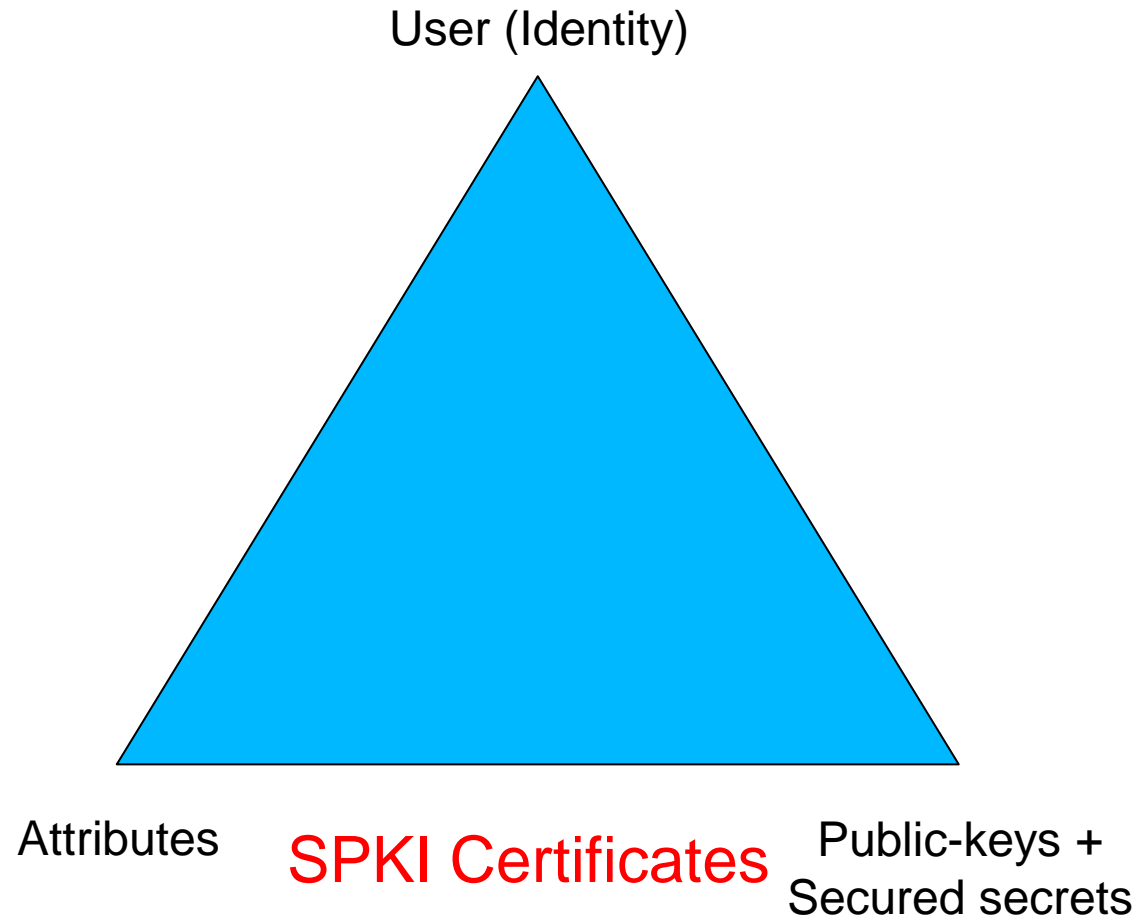 User (Identity)
Attributes
SPKI Certificates
Public-keys +
Secured secrets